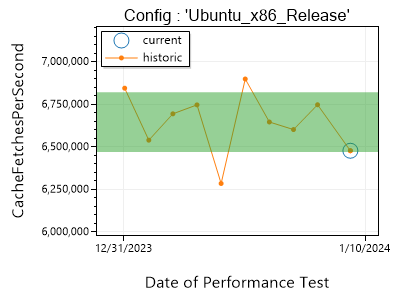 Config : 'Ubuntu_x86_Release'
current
historic
CacheFetchesPerSecond
7,000,000
6,750,000
6,500,000
6,250,000
6,000,000
12/31/2023
1/10/2024
Date of Performance Test